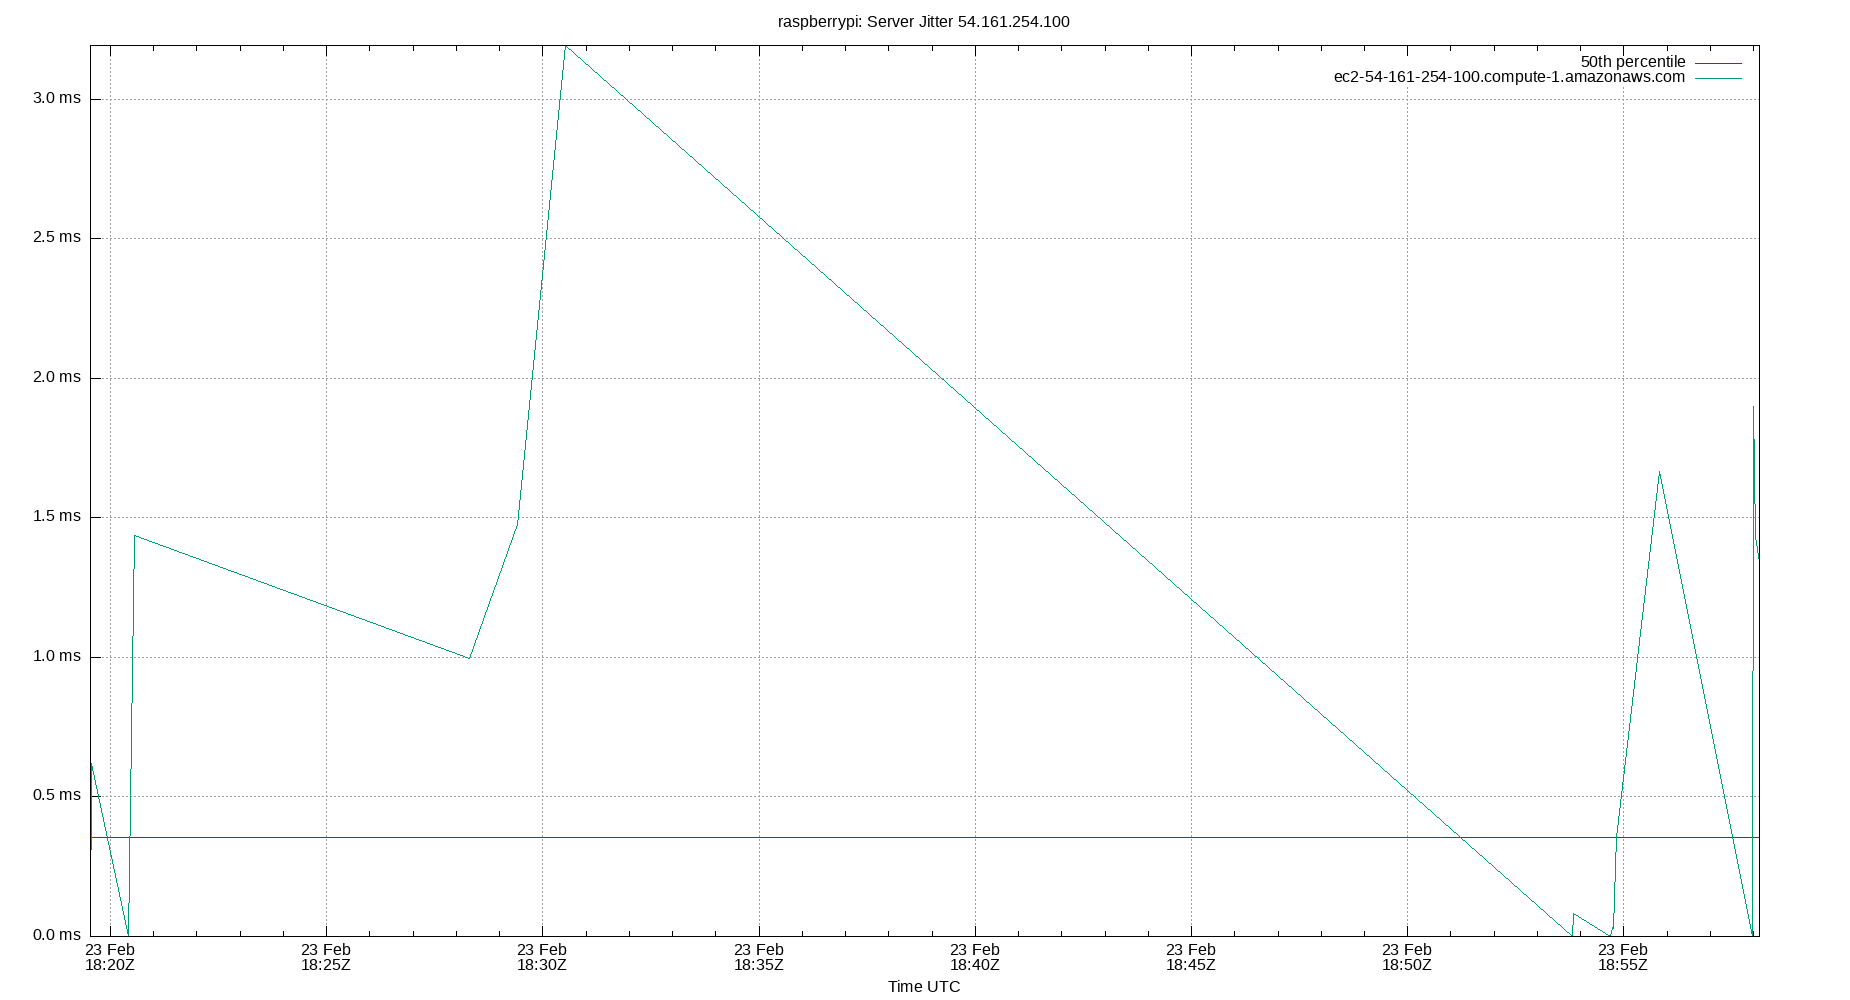 raspberrypi: Server Jitter 54.161.254.100
50th percentile
ec2-54-161-254-100.compute-1.amazonaws.com
3.0 ms
2.5 ms
2.0 ms
1.5 ms
1.0 ms
0.5 ms
0.0 ms
23 Feb 23 Feb 23 Feb 23 Feb 23 Feb 23 Feb 23 Feb 23 Feb
18:20Z 18:25Z 18:30Z 18:35Z 18:40Z 18:45Z 18:50Z 18:55Z
Time UTC